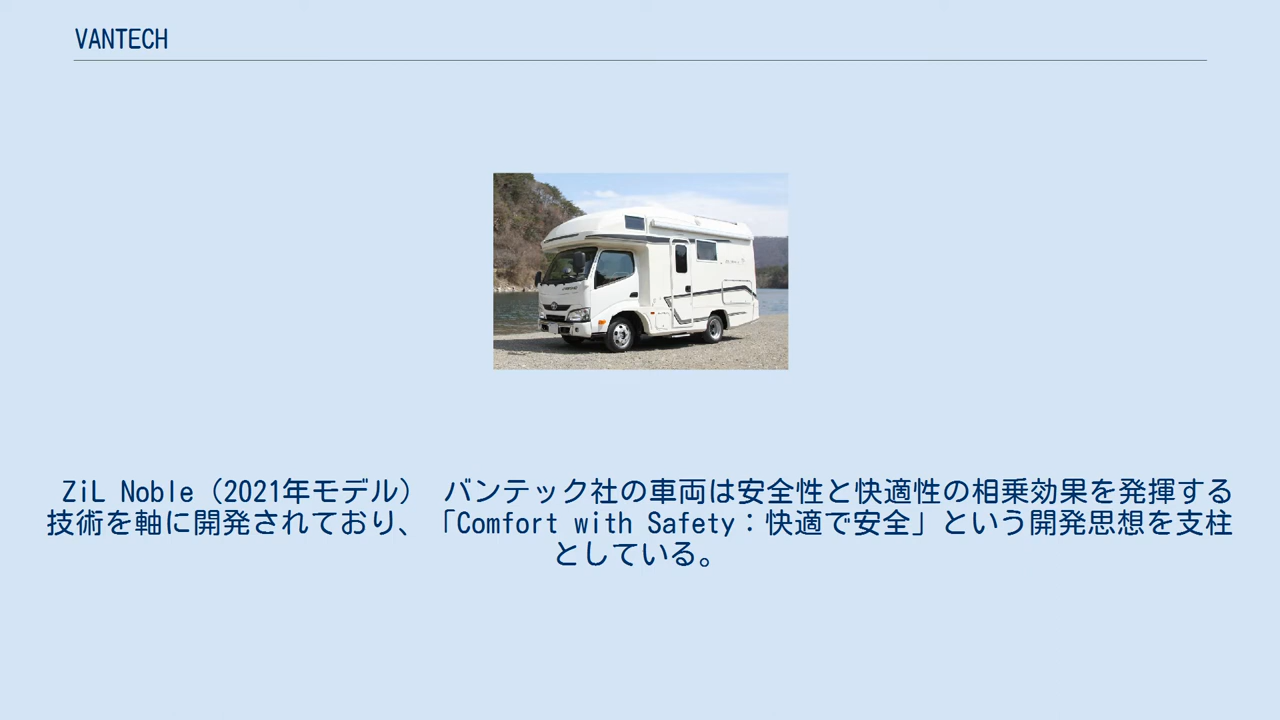 VANTECH
ZiL Noble（2021年モデル） バンテック社の車両は安全性と快適性の相乗効果を発揮する
技術を軸に開発されており、「Comfort with Safety：快適で安全」という開発思想を支柱
としている。